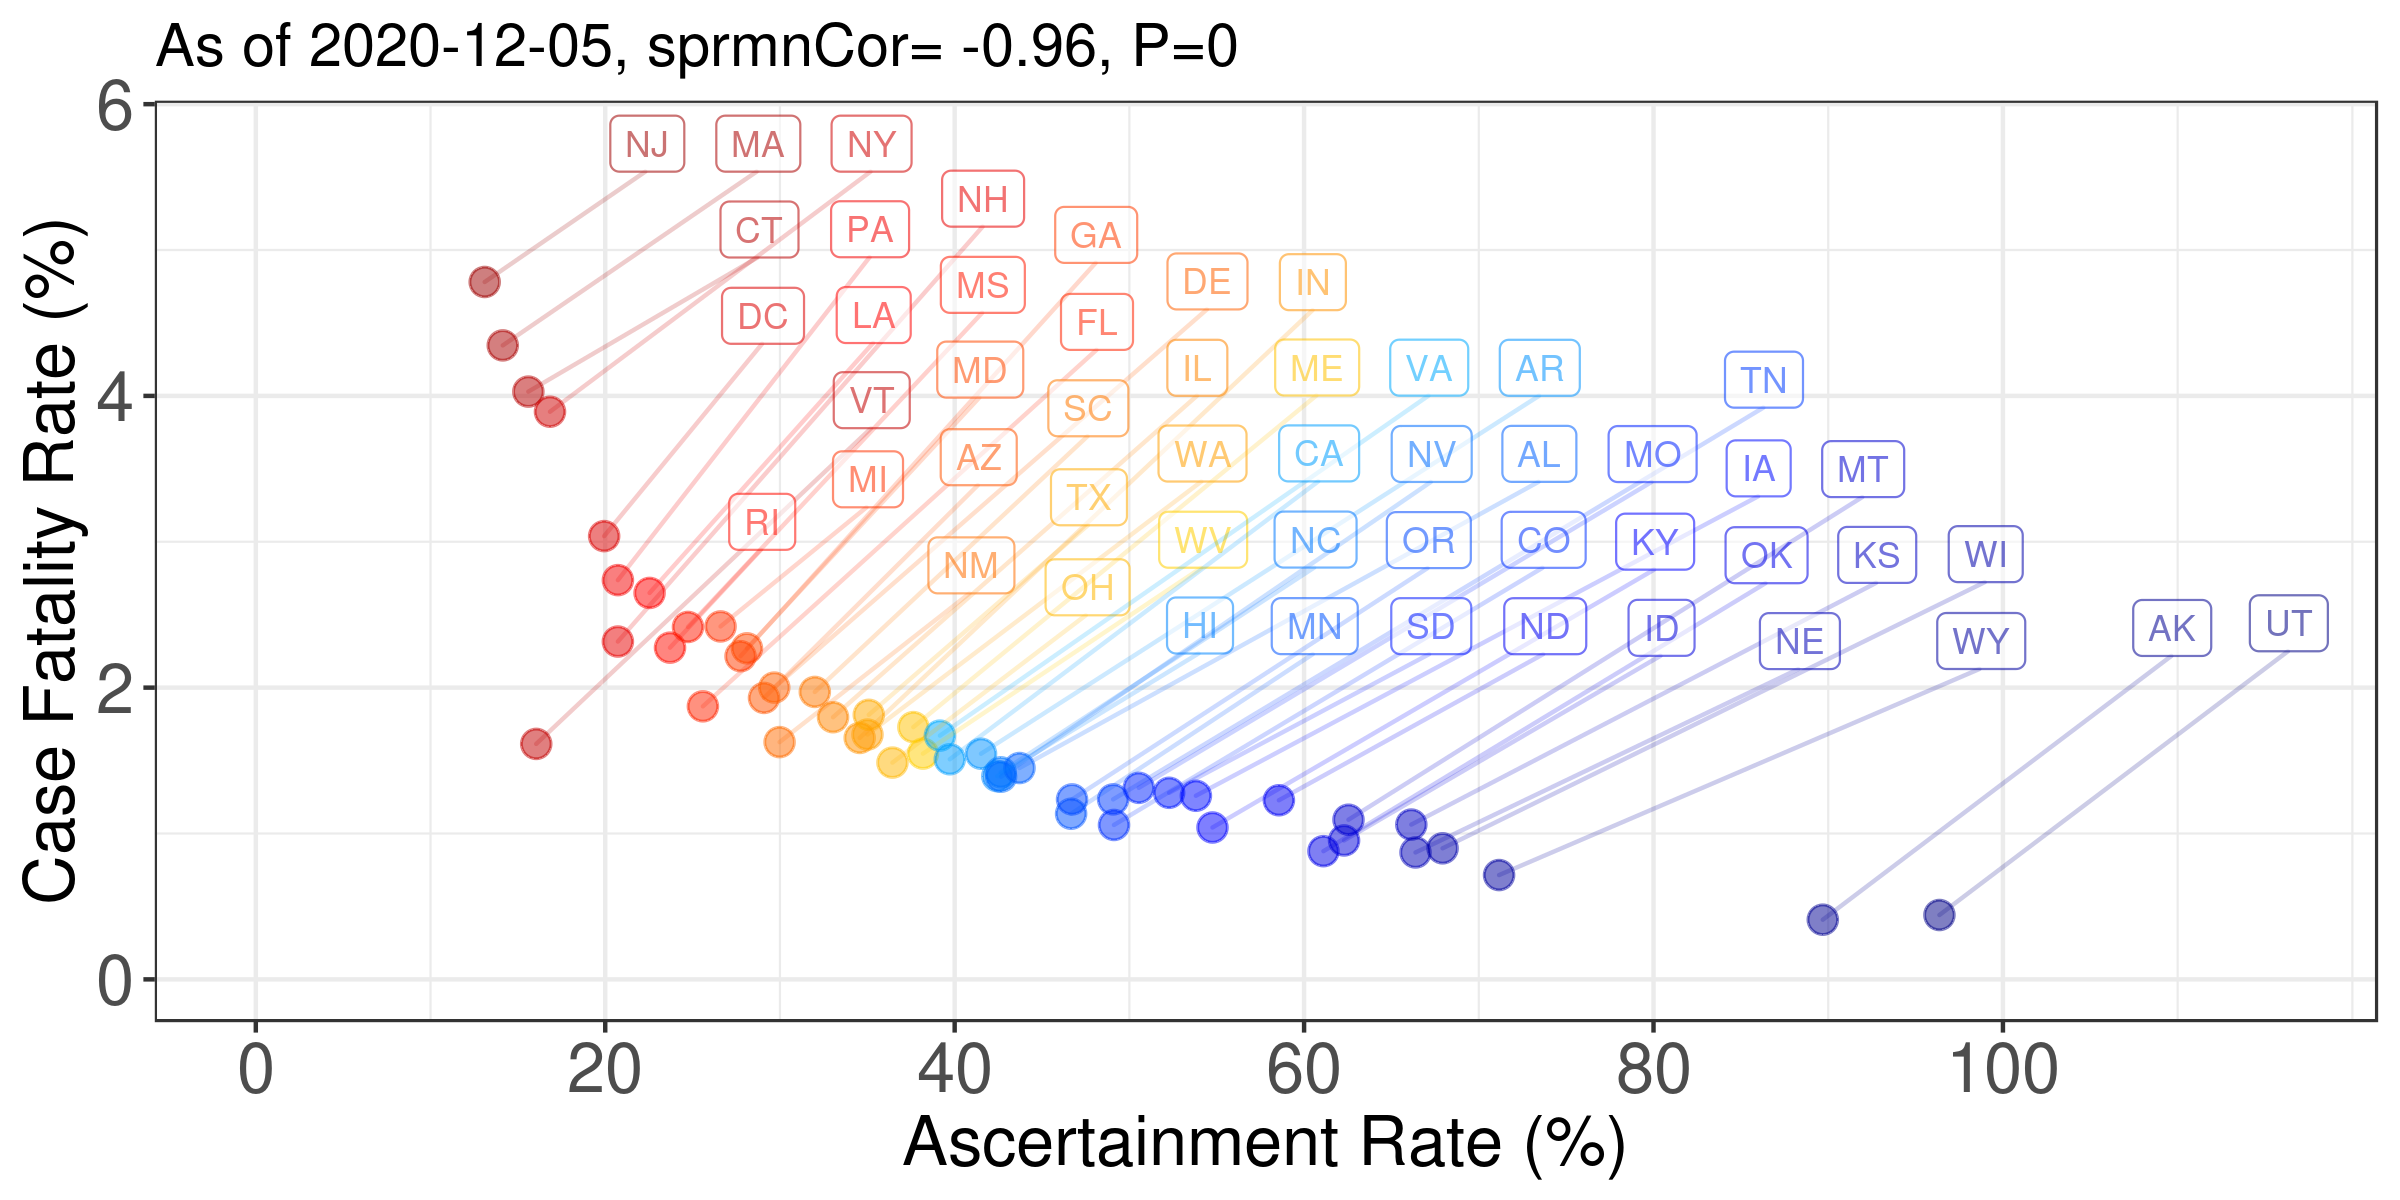 As of 2020-12-05, sprmnCor= -0.96, P=0
Case Fatality Rate (%)
6
4
2
0
NJ MA NY
NH
CT PA
GA
MS
DE IN
DC LA
FL
MD
IL ME VA AR
TN
VT
SC
AZ
WA CA NV AL MO
IA MT
MI
TX
RI
WV NC OR CO KY
OK KS WI
NM
OH
HI MN SD ND ID
NE WY
AK UT
0 20 40 60 80 100
Ascertainment Rate (%)